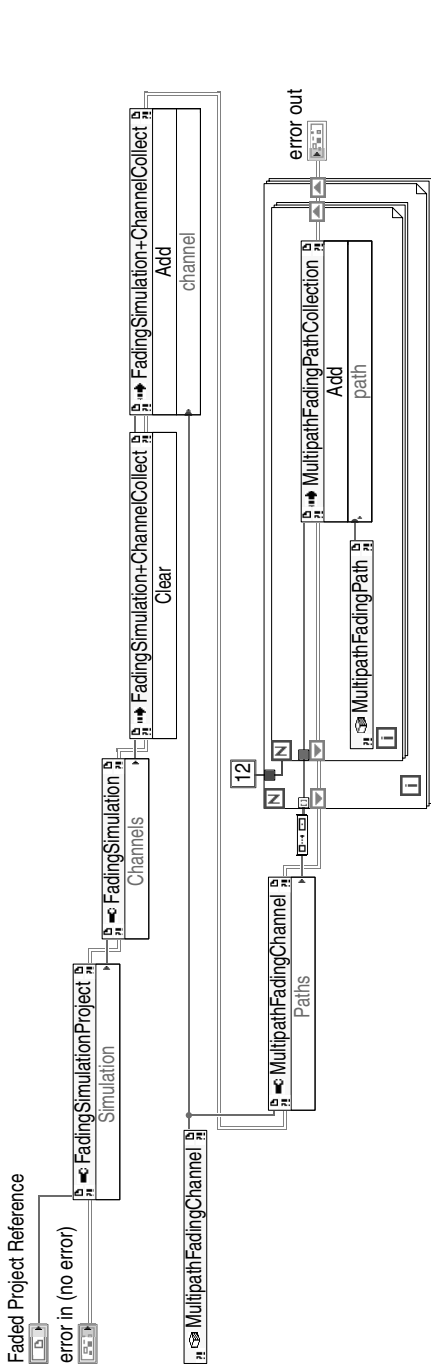 Faded Project Reference
error in (no error)
FadingSimulationProject
Simulation
FadingSimulation
Channels
FadingSimulation+ChannelCollect
Clear
FadingSimulation+ChannelCollect
Add
channel
MultipathFadingChannel
MultipathFadingChannel
Paths
12
N
N
i
i
MultipathFadingPath
MultipathFadingPathCollection
Add
path
error out